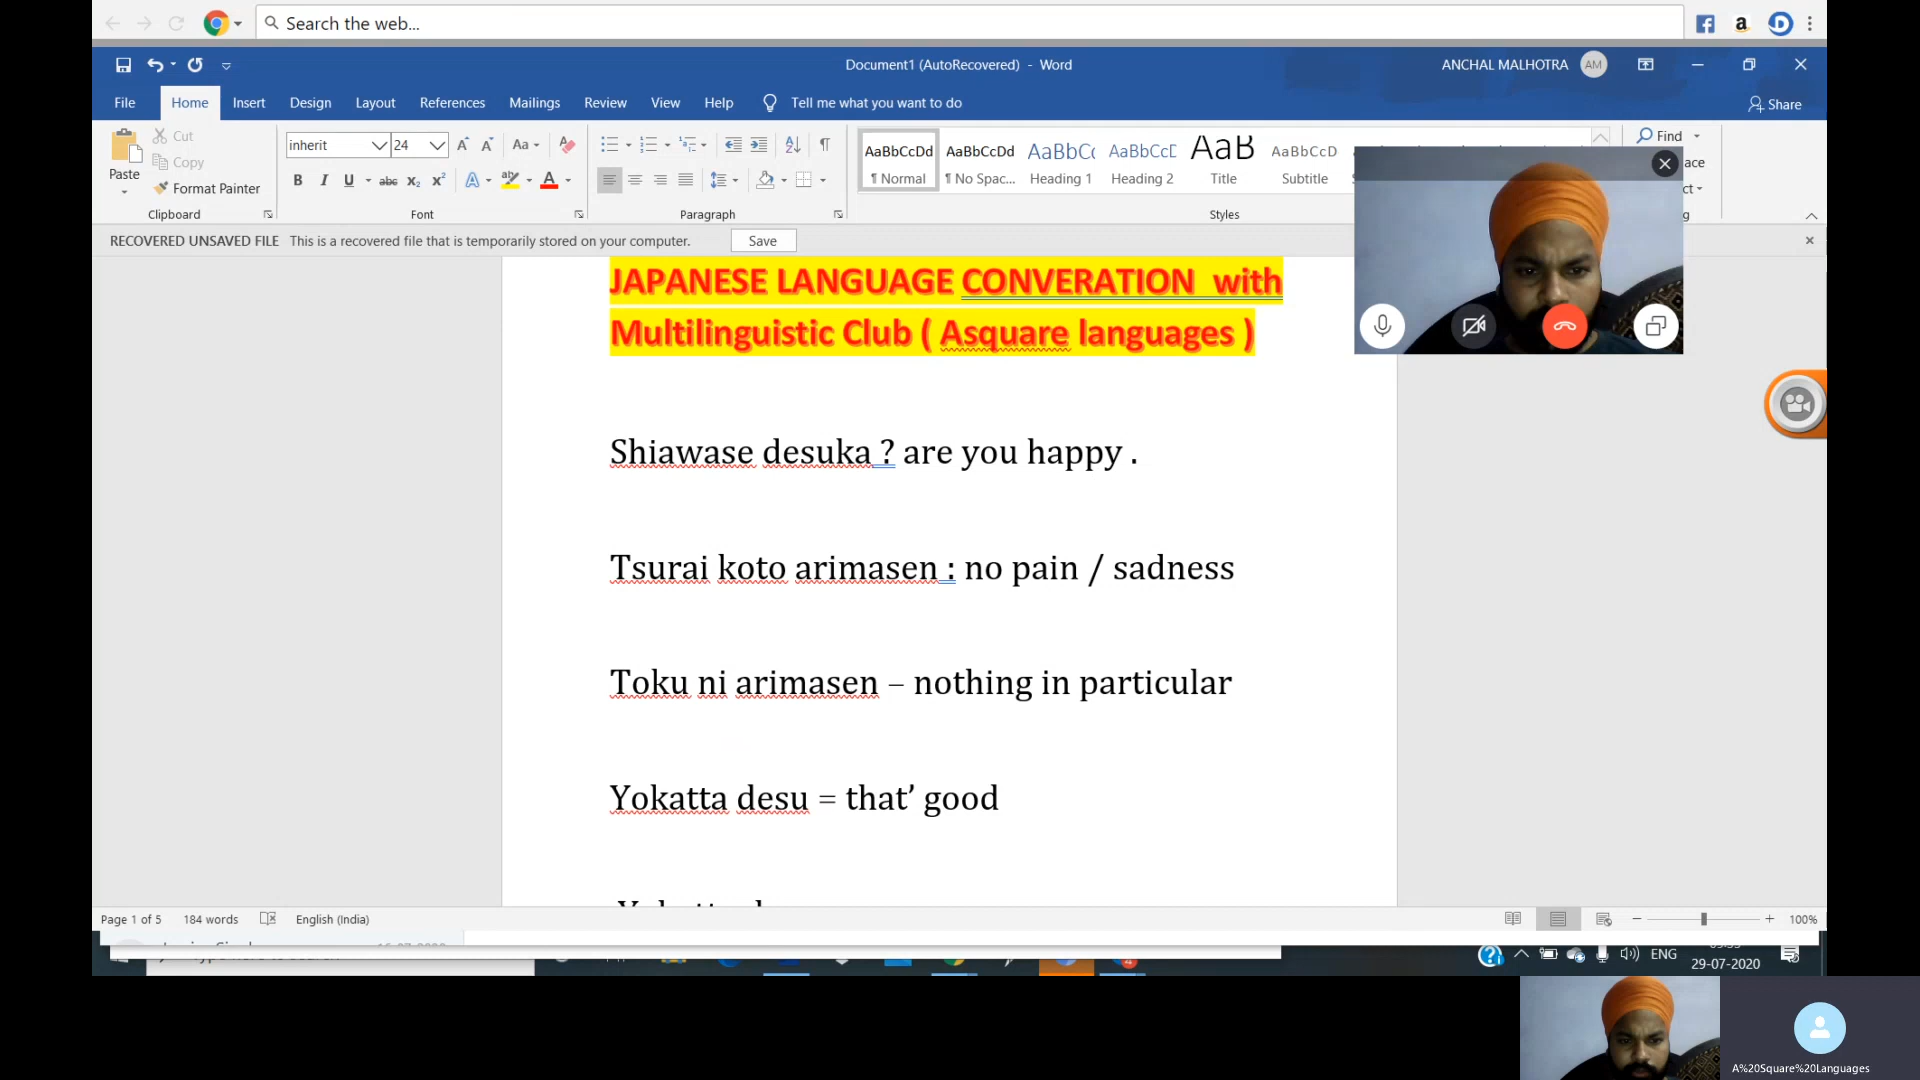 Search the web...
Document1 (AutoRecovered) - Word
ANCHAL MALHOTRA AM
File Home Insert Design Layout References Mailings Review View Help Tell me what you want to do Share
Paste Cut
Copy
Format Painter
Clipboard
inherit 24
Font
Paragraph
AaBbCcDd AaBbCcDd AaBbC AaBbCcE AaB AaBbCcD
¶ Normal ¶ No Spac... Heading 1 Heading 2 Title Subtitle
Styles
Find
RECOVERED UNSAVED FILE This is a recovered file that is temporarily stored on your computer. Save
JAPANESE LANGUAGE CONVERATION with
Multilinguistic Club ( Asquare languages )
Shiawase desuka ? are you happy .
Tsurai koto arimasen : no pain / sadness
Toku ni arimasen – nothing in particular
Yokatta desu = that’ good
Page 1 of 5 184 words English (India) 100%
ENG
29-07-2020
A%20Square%20Languages